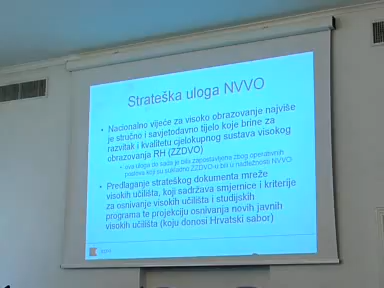 Strateška uloga NVVO
• Nacionalno vijeće za visoko obrazovanje najviše
je stručno i savjetodavno tijelo koje brine za
razvitak i kvalitetu cjelokupnog sustava visokog
obrazovanja RH (ZZDVO)
• ova uloga do sada je bila zapostavljena zbog operativnih
poslova koji su sukladno ZZDVO-u bili u nadležnosti NVVO
• Predlaganje strateškog dokumenta mreže
visokih učilišta, koji sadržava smjernice i kriterije
za osnivanje visokih učilišta i studijskih
programa te projekciju osnivanja novih javnih
visokih učilišta (koju donosi Hrvatski sabor)